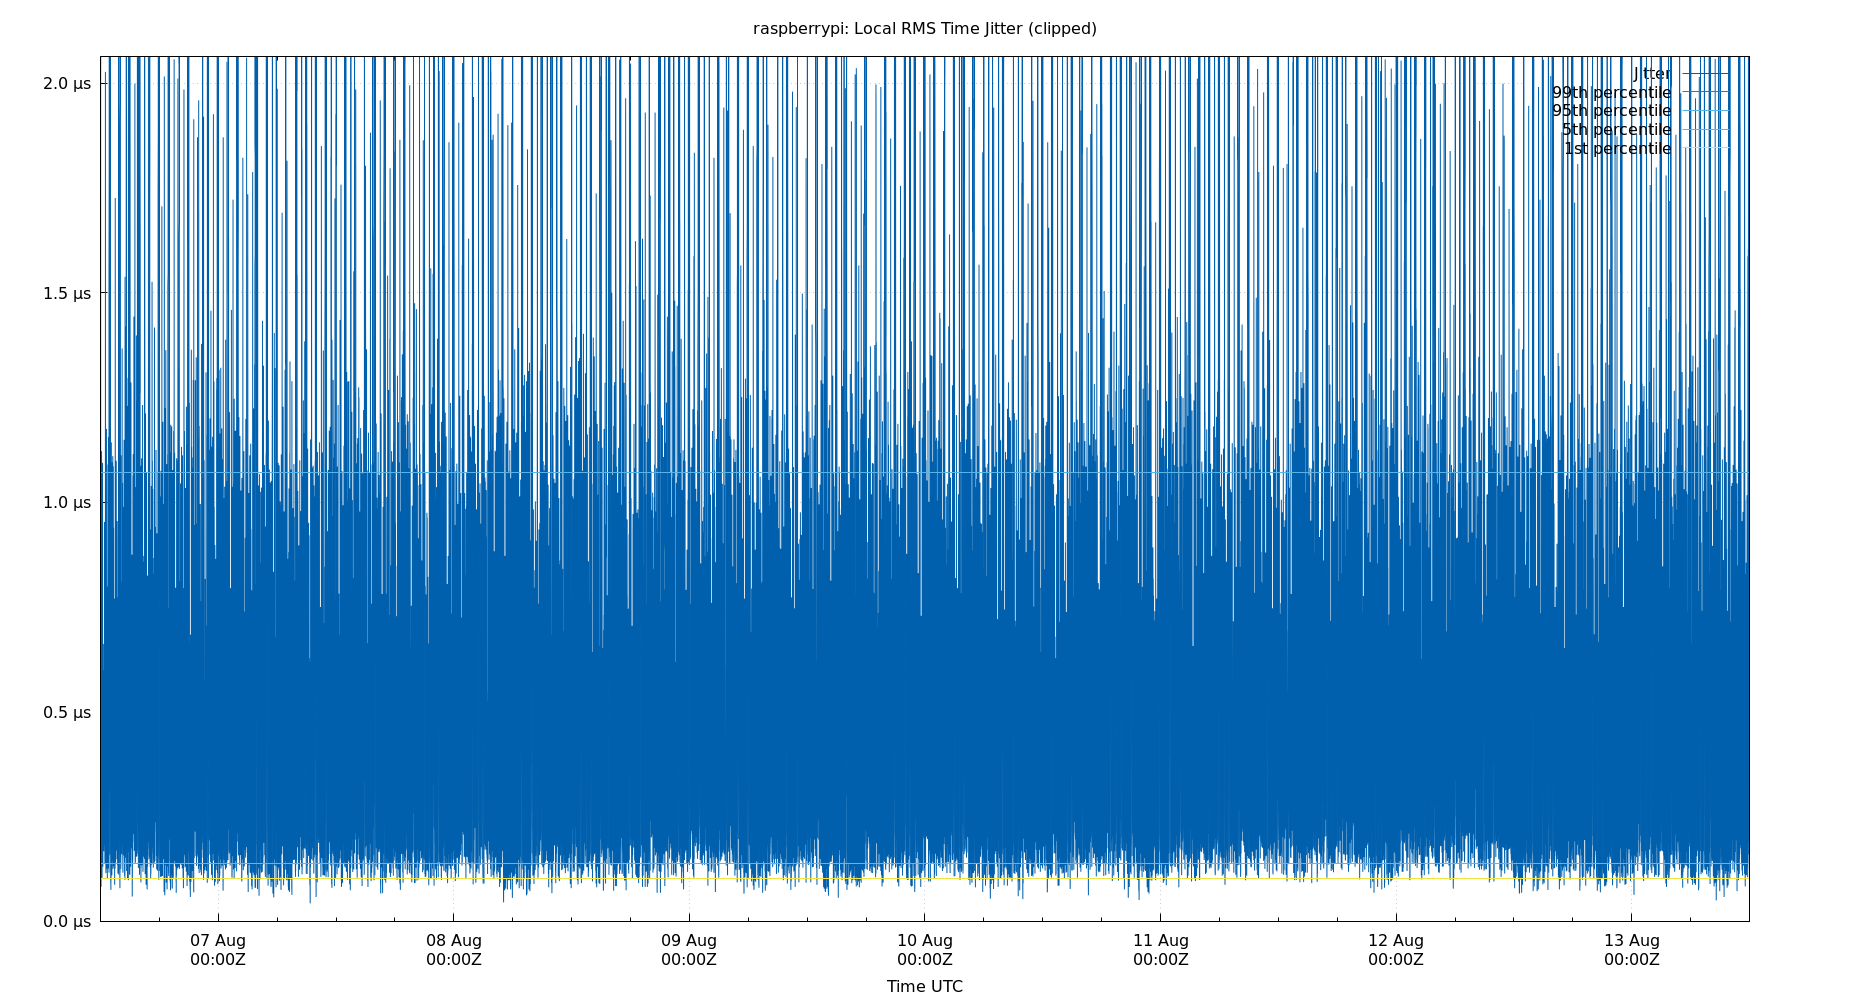 raspberrypi: Local RMS Time Jitter (clipped)
2.0 µs
1.5 µs
1.0 µs
0.5 µs
0.0 µs
Jitter
99th percentile
95th percentile
5th percentile
1st percentile
07 Aug 08 Aug 09 Aug 10 Aug 11 Aug 12 Aug 13 Aug
00:00Z 00:00Z 00:00Z 00:00Z 00:00Z 00:00Z 00:00Z
Time UTC